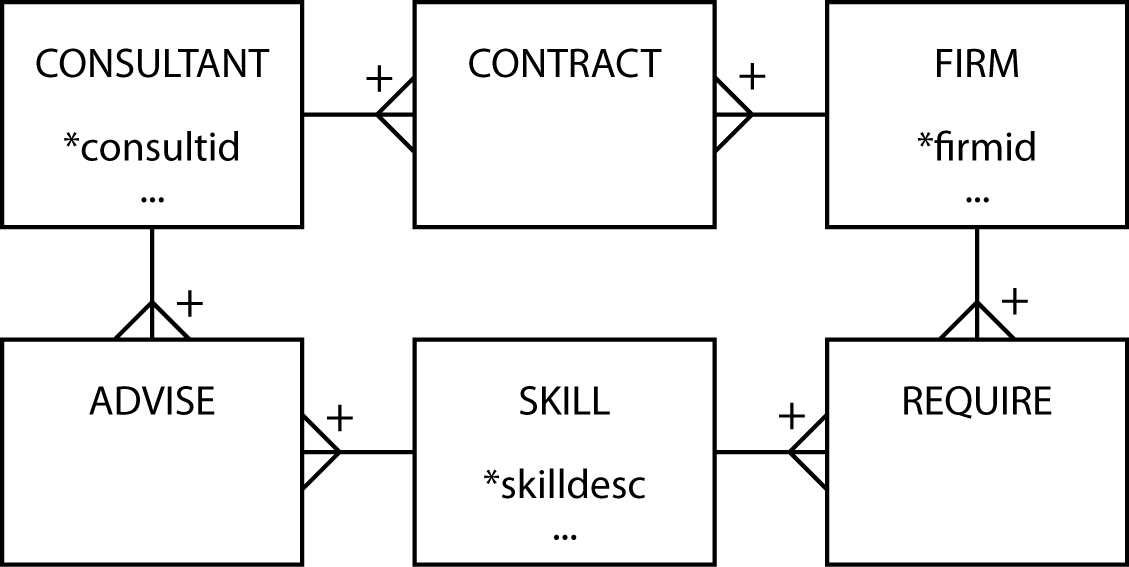 CONSULTANT
*consultid
...
+
CONTRACT
+
FIRM
*firmid
...
+
+
ADVISE
+
SKILL
*skilldesc
...
+
REQUIRE